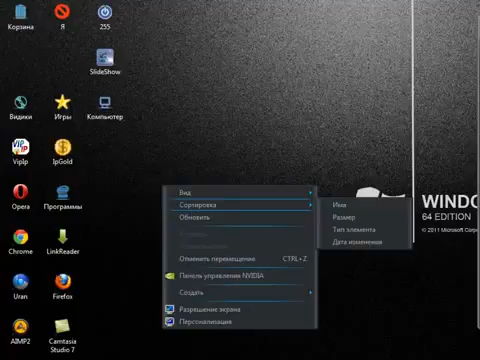 Корзина
Я
255
SlideShow
Видики
Игры
Компьютер
VipIp
IpGold
Opera
Программы
Chrome
LinkReader
Uran
Firefox
AIMP2
Camtasia
Studio 7
Вид
Сортировка
Обновить
Отменить перемещение CTRL+Z
Панель управления NVIDIA
Создать
Разрешение экрана
Персонализация
Имя
Размер
Тип элемента
Дата изменения
64 EDITION
© 2011 Microsoft